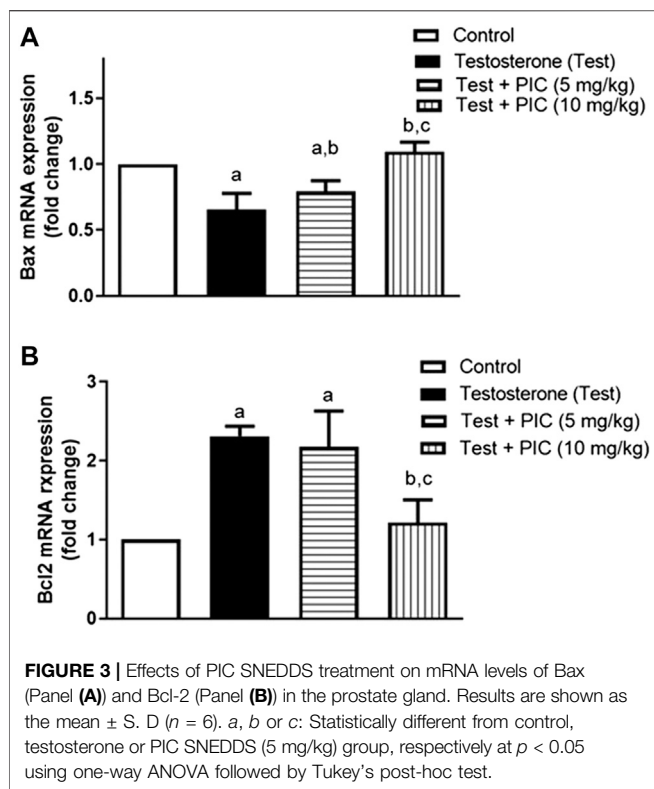 A
Control
Testosterone (Test)
Test + PIC (5 mg/kg)
Test + PIC (10 mg/kg)
Bax mRNA expression
(fold change)
1.5
1.0
0.5
0.0
a
a,b
b,c
B
Control
Testosterone (Test)
Test + PIC (5 mg/kg)
Test + PIC (10 mg/kg)
Bcl2 mRNA rxpression
(fold change)
3
2
1
0
a
a
b,c
FIGURE 3 | Effects of PIC SNEDDS treatment on mRNA levels of Bax
(Panel (A)) and Bcl-2 (Panel (B)) in the prostate gland. Results are shown as
the mean ± S. D (n = 6). a, b or c: Statistically different from control,
testosterone or PIC SNEDDS (5 mg/kg) group, respectively at p < 0.05
using one-way ANOVA followed by Tukey's post-hoc test.